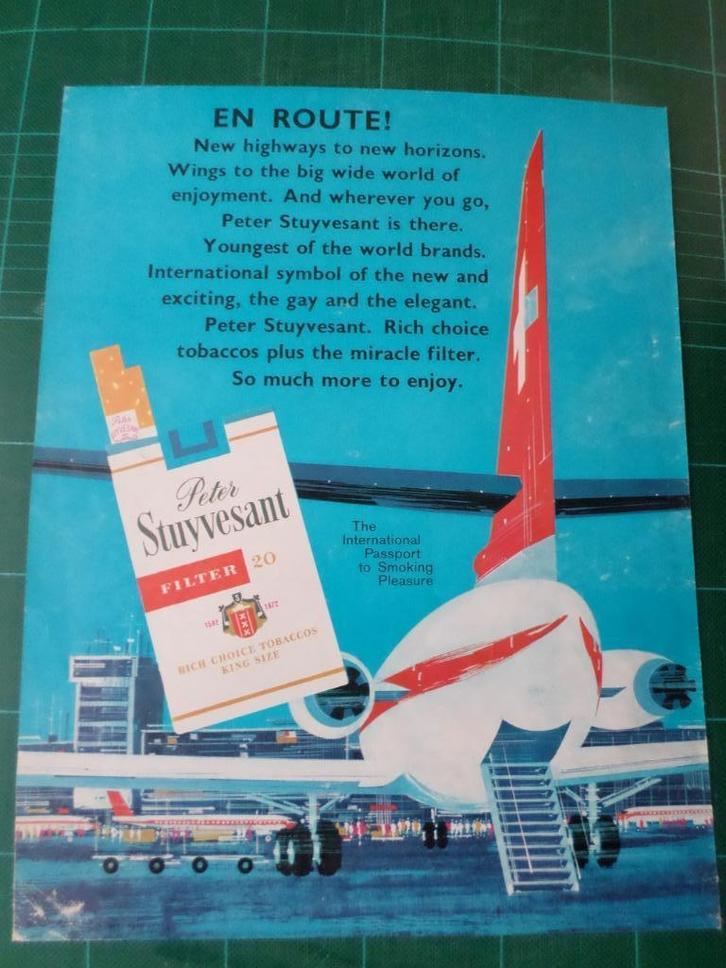 EN ROUTE!
New highways to new horizons.
Wings to the big wide world of
enjoyment. And wherever you go,
Peter Stuyvesant is there.
Youngest of the world brands.
International symbol of the new and
exciting, the gay and the elegant.
Peter Stuyvesant. Rich choice
tobaccos plus the miracle filter.
So much more to enjoy.
Peter
Stuyvesant
FILTER 20
1592 1672
RICH CHOICE TOBACCOS
KING SIZE
The
International
Passport
to Smoking
Pleasure